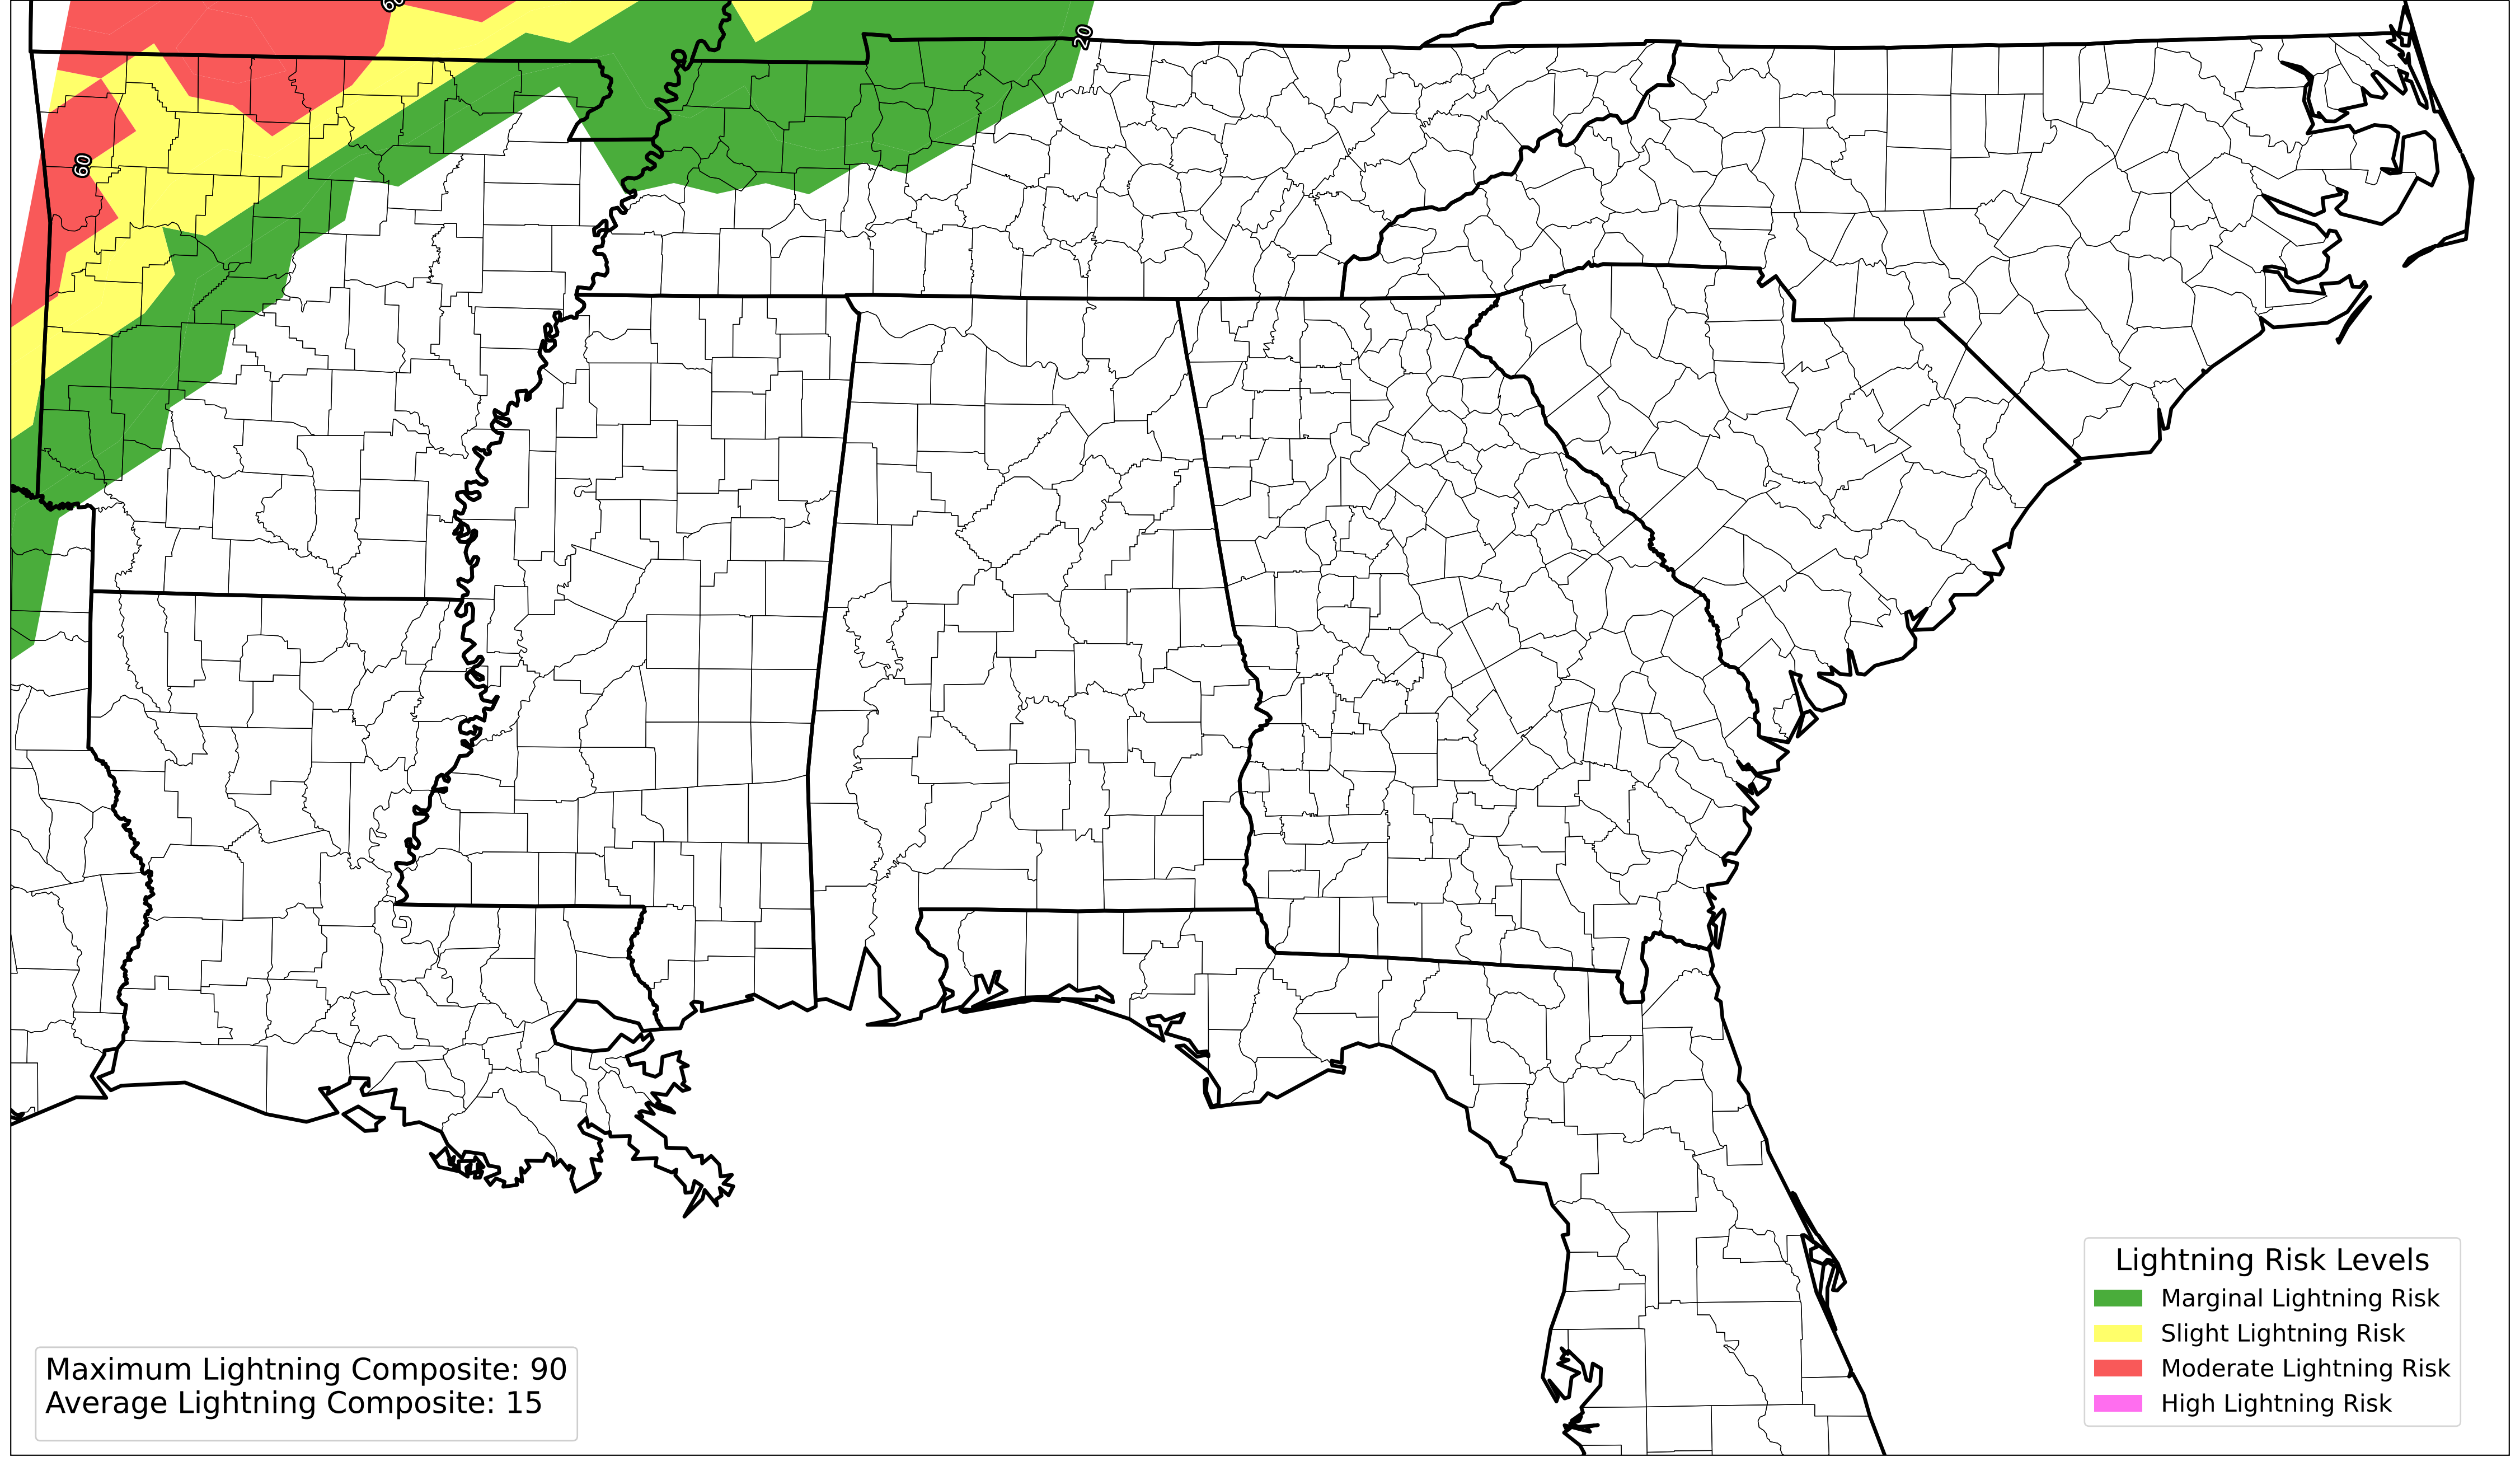 60
20
60
Lightning Risk Levels
Marginal Lightning Risk
Slight Lightning Risk
Moderate Lightning Risk
High Lightning Risk
Maximum Lightning Composite: 90
Average Lightning Composite: 15